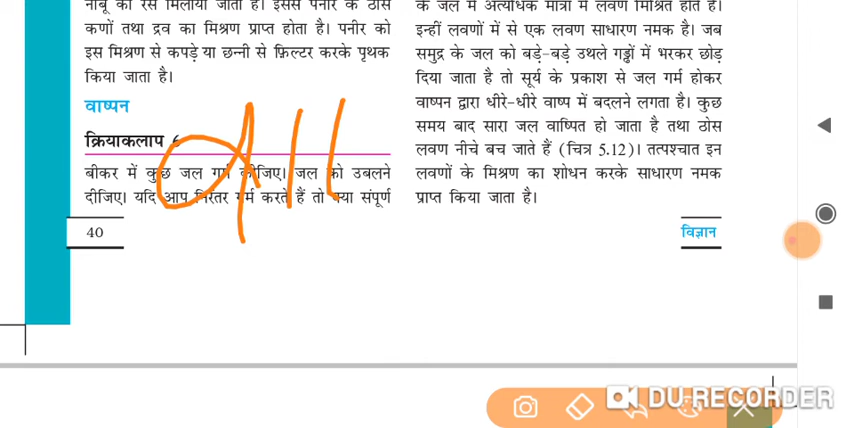 नींबू का रस मिलाया जाता है। इससे पनीर के ठोस
कणों तथा द्रव का मिश्रण प्राप्त होता है। पनीर को
इस मिश्रण से कपड़े या छन्नी से फ़िल्टर करके पृथक
किया जाता है।
वाष्पन
क्रियाकलाप 6
बीकर में कुछ जल गर्म कीजिए। जल को उबलने
दीजिए। यदि आप निरंतर गर्म करते हैं तो क्या संपूर्ण
40
के जल में अत्यधिक मात्रा में लवण मिश्रित होते हैं।
इन्हीं लवणों में से एक लवण साधारण नमक है। जब
समुद्र के जल को बड़े-बड़े उथले गड्ढों में भरकर छोड़
दिया जाता है तो सूर्य के प्रकाश से जल गर्म होकर
वाष्पन द्वारा धीरे-धीरे वाष्प में बदलने लगता है। कुछ
समय बाद सारा जल वाष्पित हो जाता है तथा ठोस
लवण नीचे बच जाते हैं (चित्र 5.12)। तत्पश्चात इन
लवणों के मिश्रण का शोधन करके साधारण नमक
प्राप्त किया जाता है।
विज्ञान
All
DU RECORDER